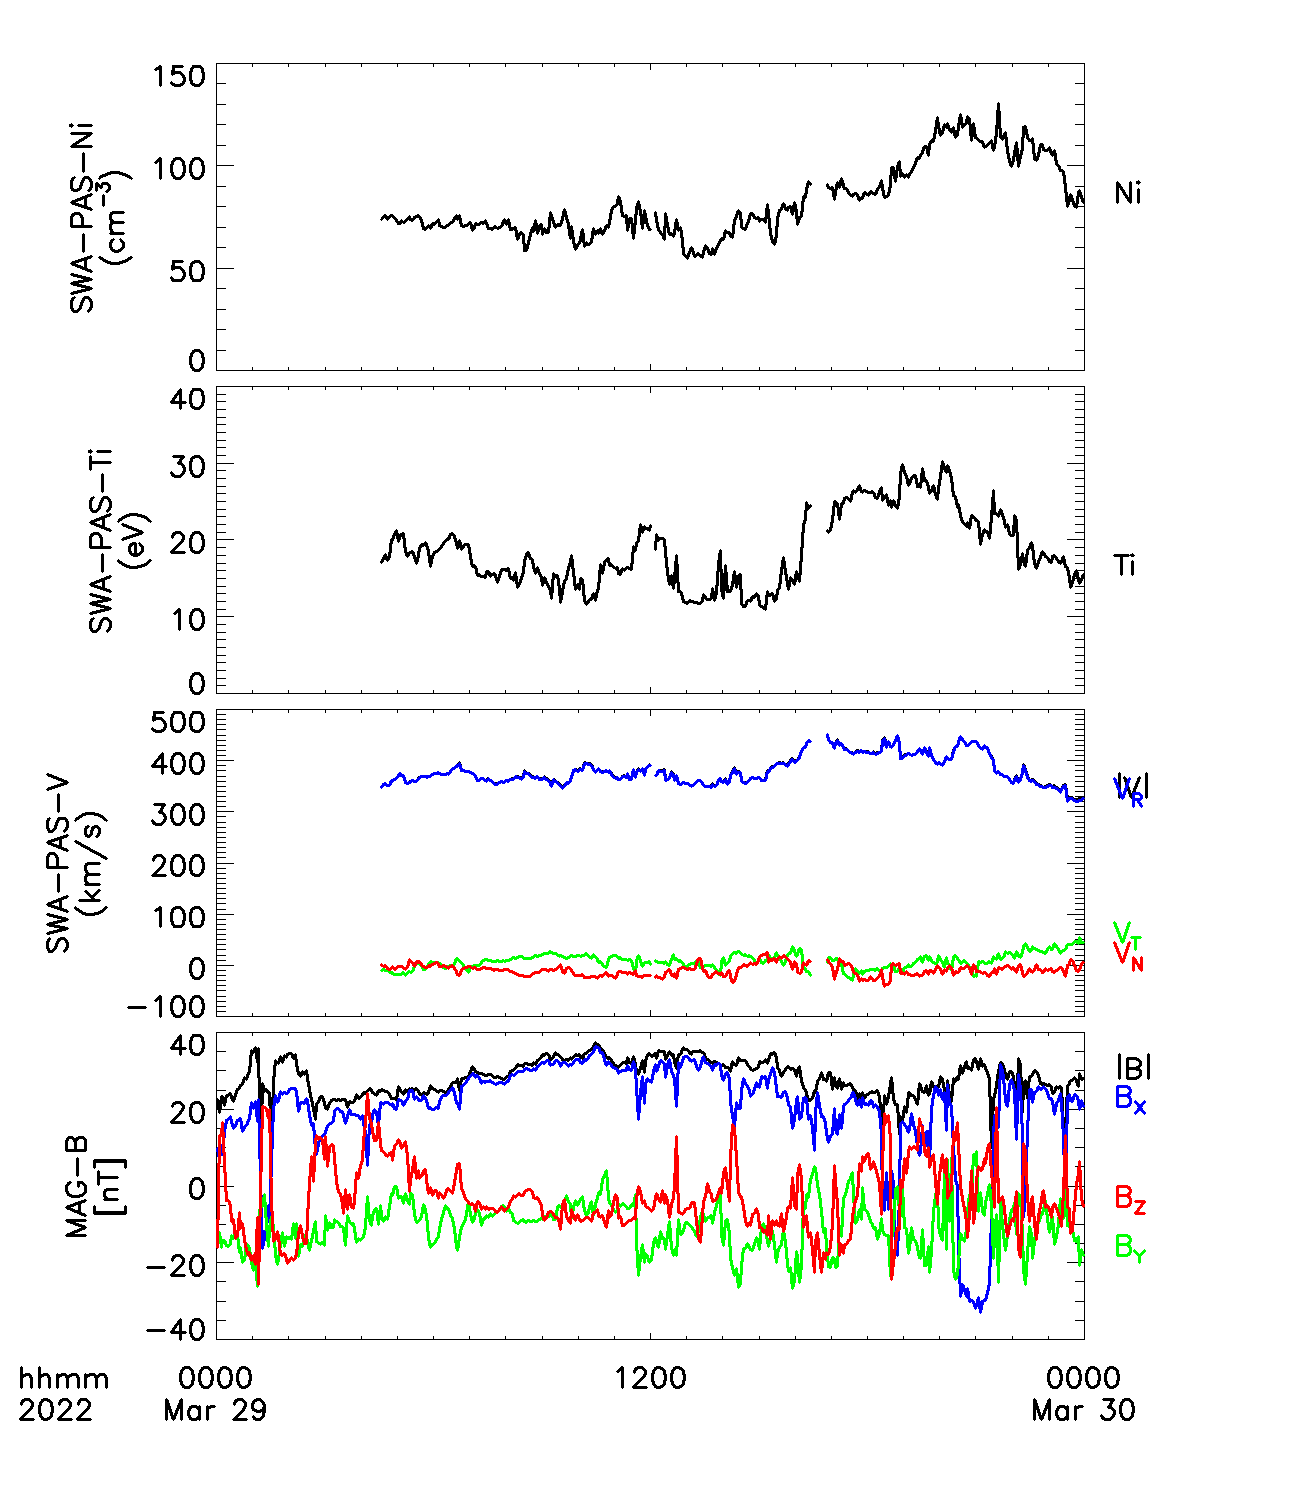 150
100
50
0
SWA-PAS-Ni
(cm-3)
Ni
40
30
20
10
0
SWA-PAS-Ti
(eV)
Ti
500
400
300
200
100
0
-100
SWA-PAS-V
(km/s)
|V|
VR
VT
VN
40
20
0
-20
-40
MAG-B
[nT]
|B|
BX
BZ
BY
hhmm 0000 1200 0000
2022 Mar 29 Mar 30